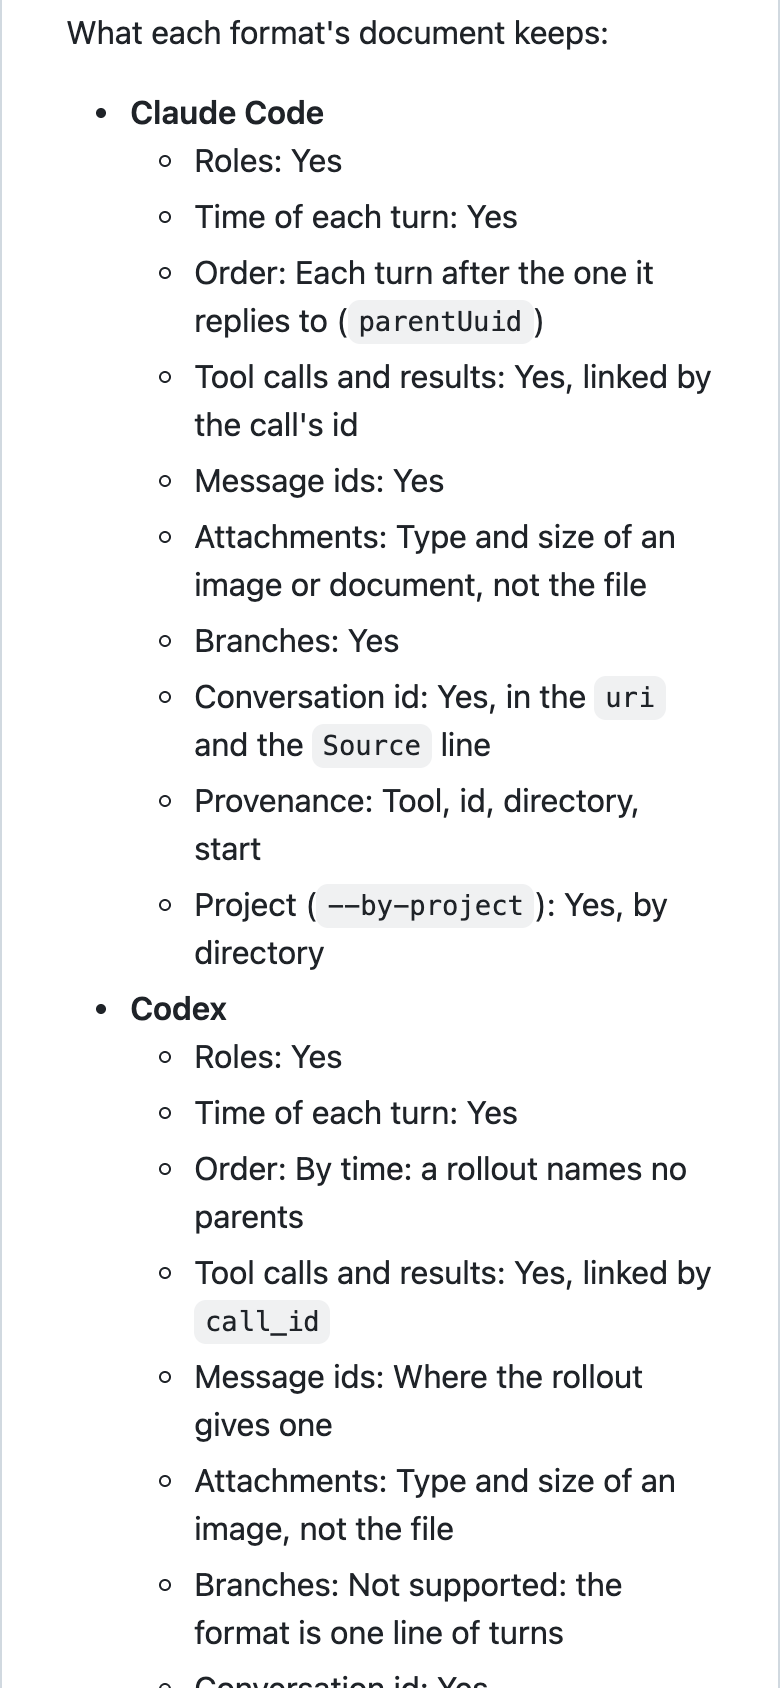 What each format's document keeps:
• Claude Code
◦ Roles: Yes
◦ Time of each turn: Yes
◦ Order: Each turn after the one it
replies to (parentUuid)
◦ Tool calls and results: Yes, linked by
the call's id
◦ Message ids: Yes
◦ Attachments: Type and size of an
image or document, not the file
◦ Branches: Yes
◦ Conversation id: Yes, in the uri
and the Source line
◦ Provenance: Tool, id, directory,
start
◦ Project (--by-project): Yes, by
directory
• Codex
◦ Roles: Yes
◦ Time of each turn: Yes
◦ Order: By time: a rollout names no
parents
◦ Tool calls and results: Yes, linked by
call_id
◦ Message ids: Where the rollout
gives one
◦ Attachments: Type and size of an
image, not the file
◦ Branches: Not supported: the
format is one line of turns
◦ Conversation id: Yes